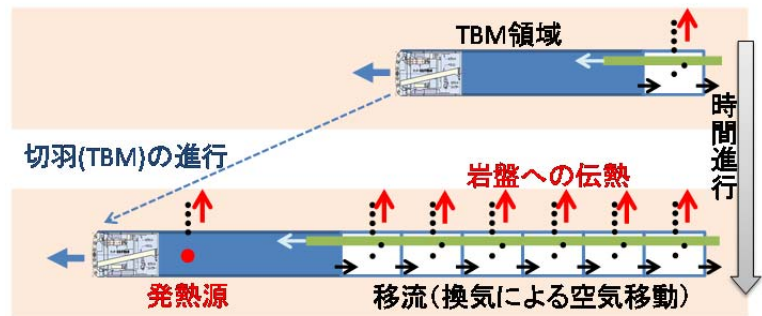 TBM領域
時間進行
切羽(TBM)の進行
岩盤への伝熱
発熱源
移流(換気による空気移動)